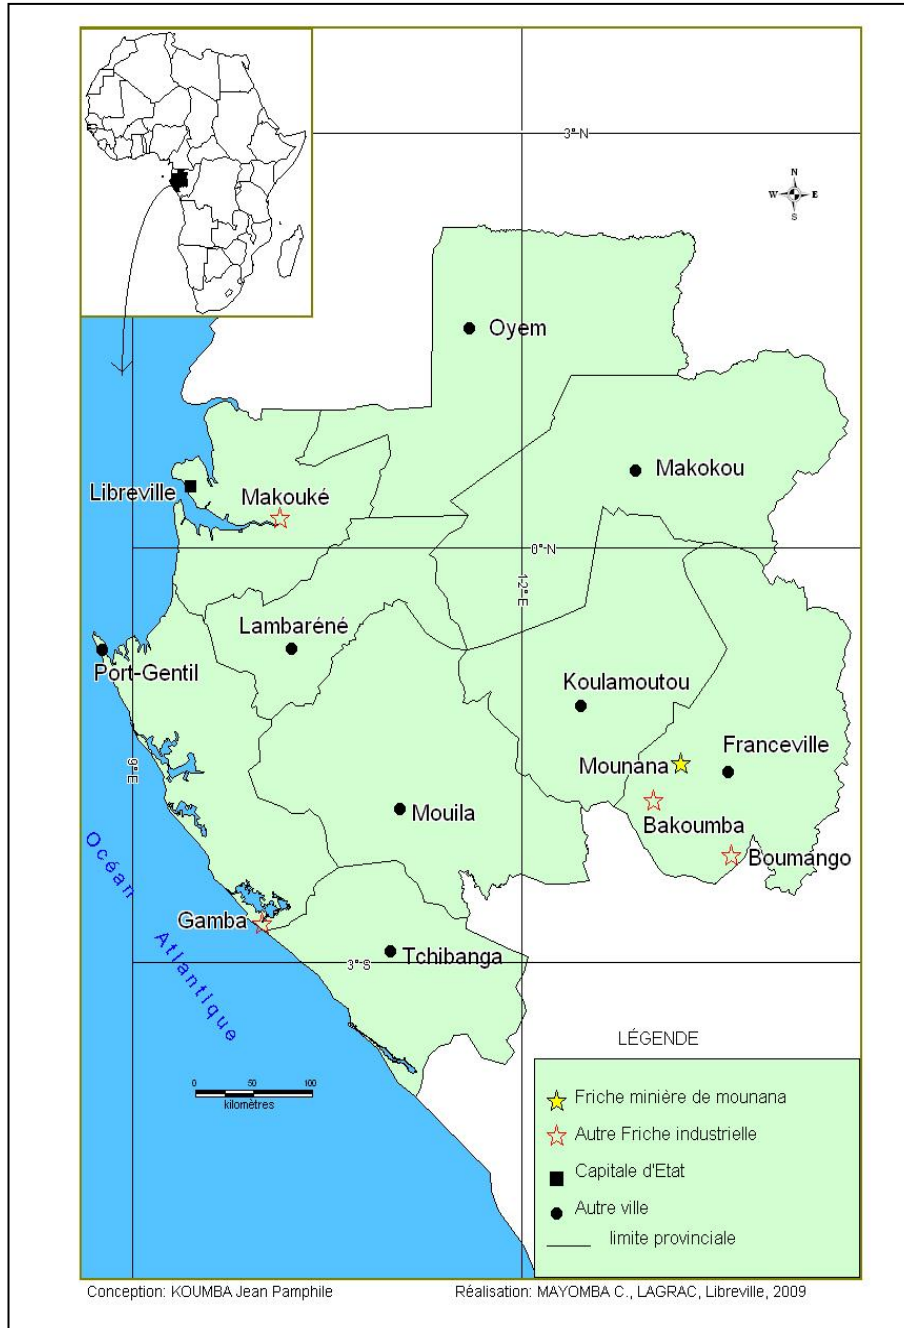 3° N
N
W E
S
Oyem
Makokou
Libreville
Makouké
0° N
12° E
Lambaréné
Port-Gentil
Koulamoutou
Franceville
Mounana
9° E
Mouila
Bakoumba
Boumango
Océan
Atlantique
Gamba
Tchibanga
3° S
0 50 100
kilomètres
LÉGENDE
Friche minière de mounana
Autre Friche industrielle
Capitale d'Etat
Autre ville
limite provinciale
Conception: KOUMBA Jean Pamphile
Réalisation: MAYOMBA C., LAGRAC, Libreville, 2009